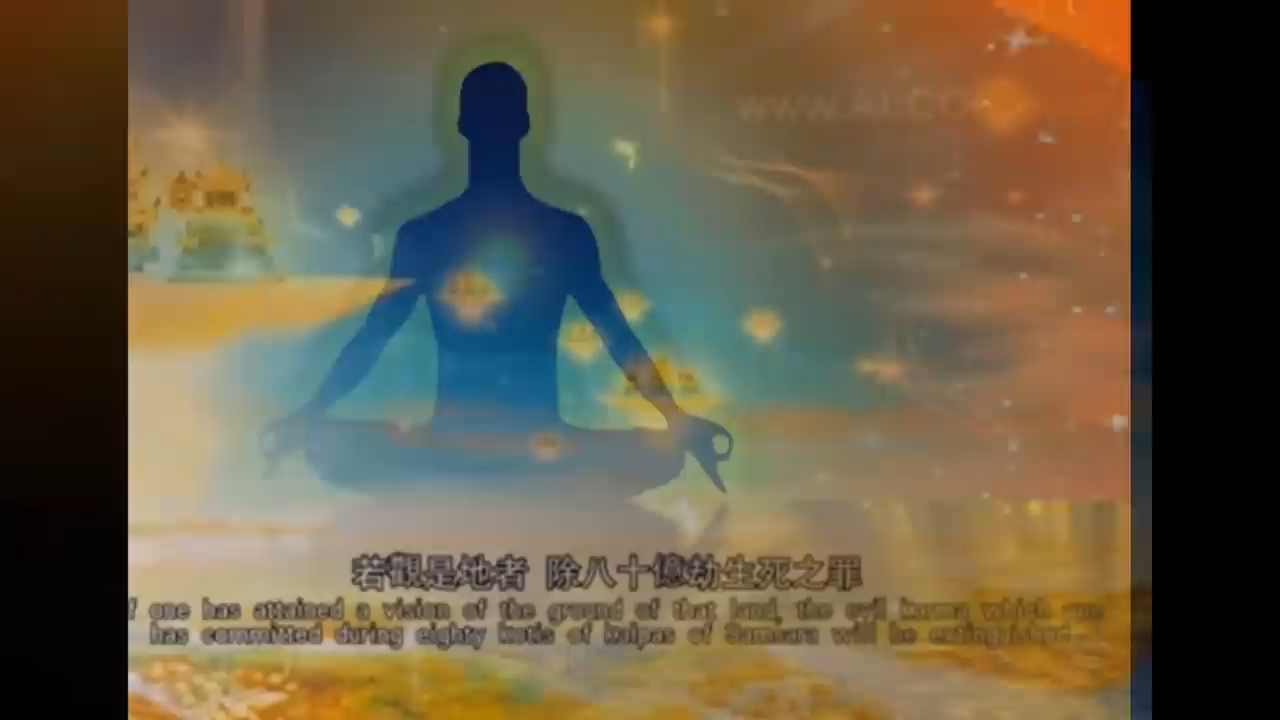 www.ALCO
若觀是地者 除八十億劫生死之罪
f one has attained a vision of the ground of that land, the evil karma which one
has committed during eighty kotis of kalpas of Samsara will be extinguished